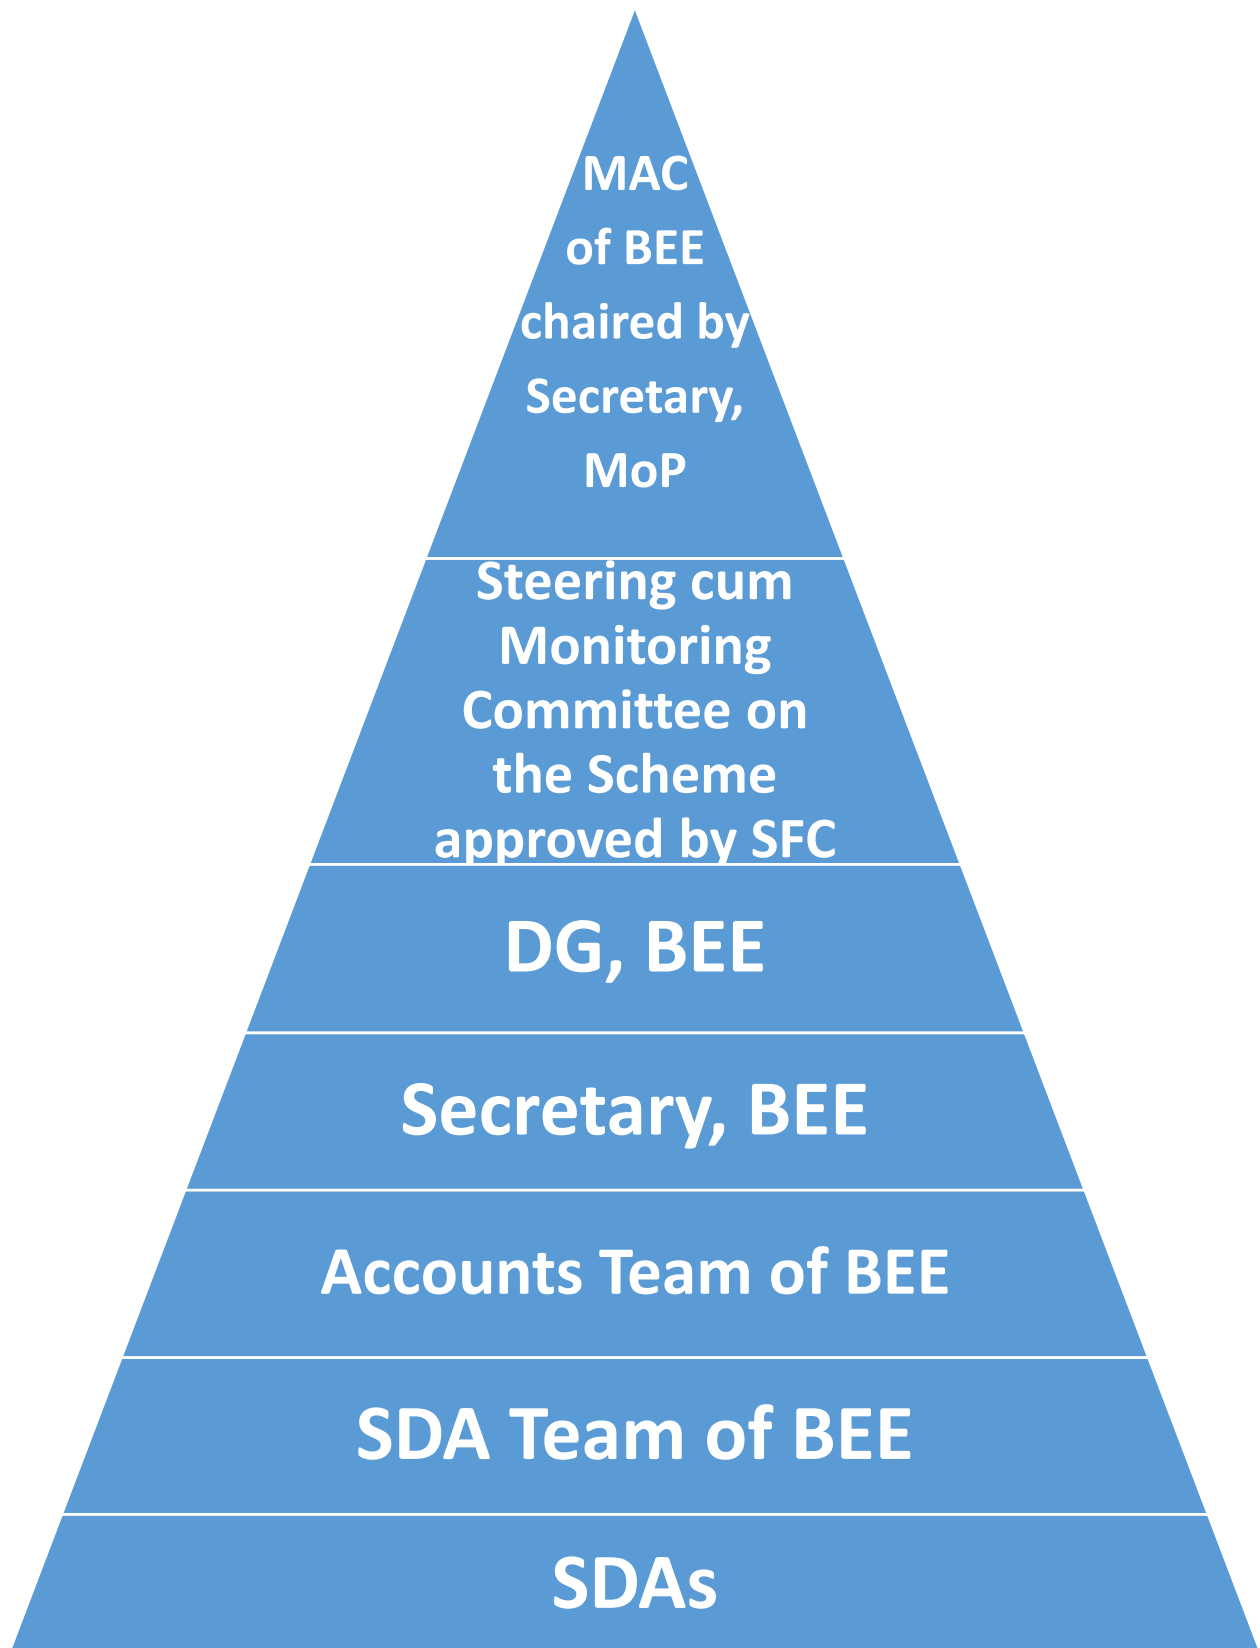 MAC
of BEE
chaired by
Secretary,
MoP
Steering cum
Monitoring
Committee on
the Scheme
approved by SFC
DG, BEE
Secretary, BEE
Accounts Team of BEE
SDA Team of BEE
SDAs